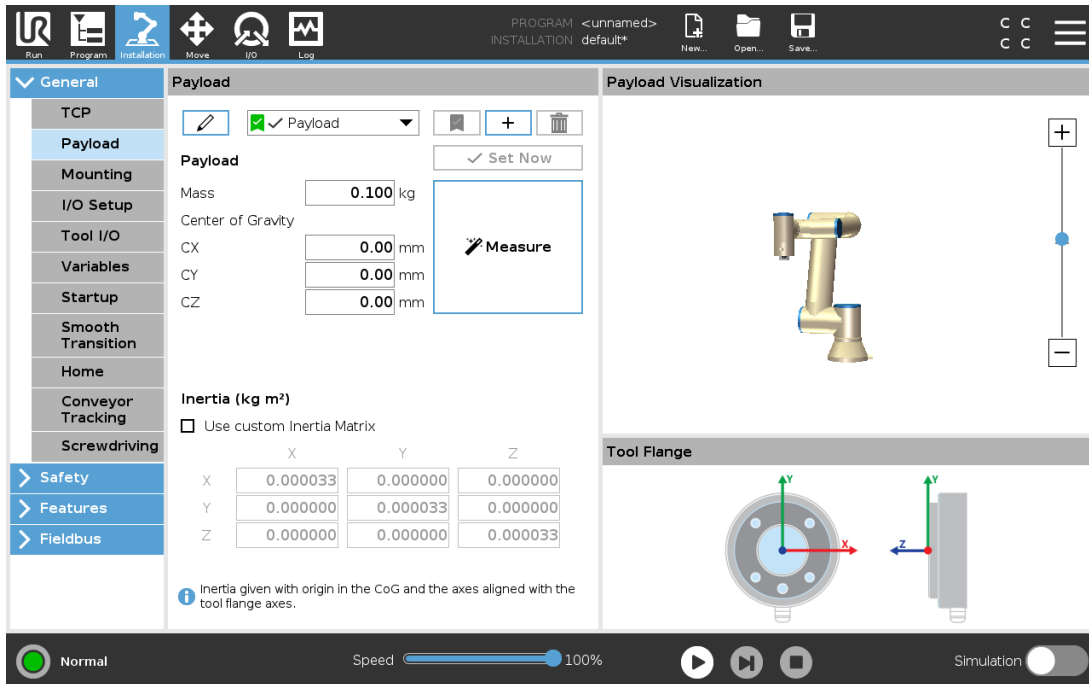 PROGRAM <unnamed>
INSTALLATION default*
Run Program Installation Move I/O Log New... Open... Save...
C C
C C
General
TCP
Payload
Mounting
I/O Setup
Tool I/O
Variables
Startup
Smooth
Transition
Home
Conveyor
Tracking
Screwdriving
Safety
Features
Fieldbus
Payload
Payload
Payload
Set Now
Mass 0.100 kg
Center of Gravity
CX 0.00 mm
CY 0.00 mm
CZ 0.00 mm
Measure
Inertia (kg m²)
Use custom Inertia Matrix
X Y Z
X 0.000033 0.000000 0.000000
Y 0.000000 0.000033 0.000000
Z 0.000000 0.000000 0.000033
Inertia given with origin in the CoG and the axes aligned with the
tool flange axes.
Payload Visualization
Tool Flange
Y Y
X Z
Normal
Speed 100%
Simulation